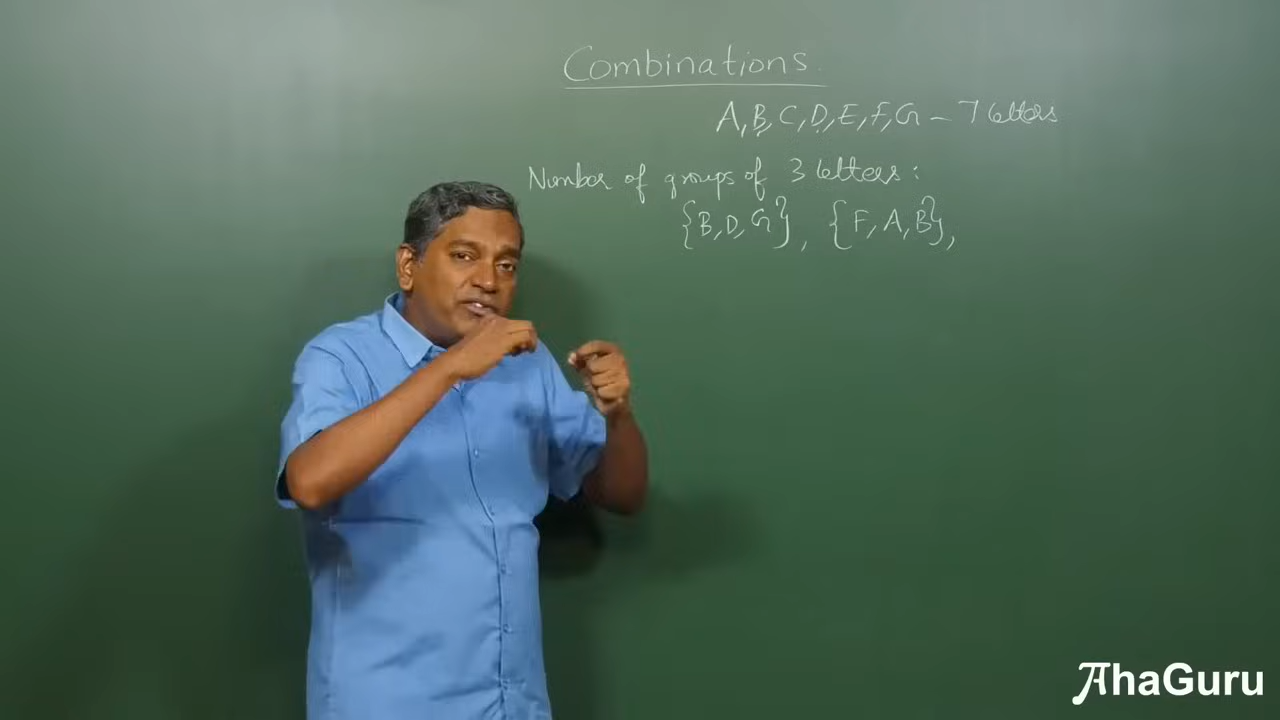 Combinations.
A, B, C, D, E, F, G – 7 letters
Number of groups of 3 letters :
{B, D, G}, {F, A, B},
AhaGuru